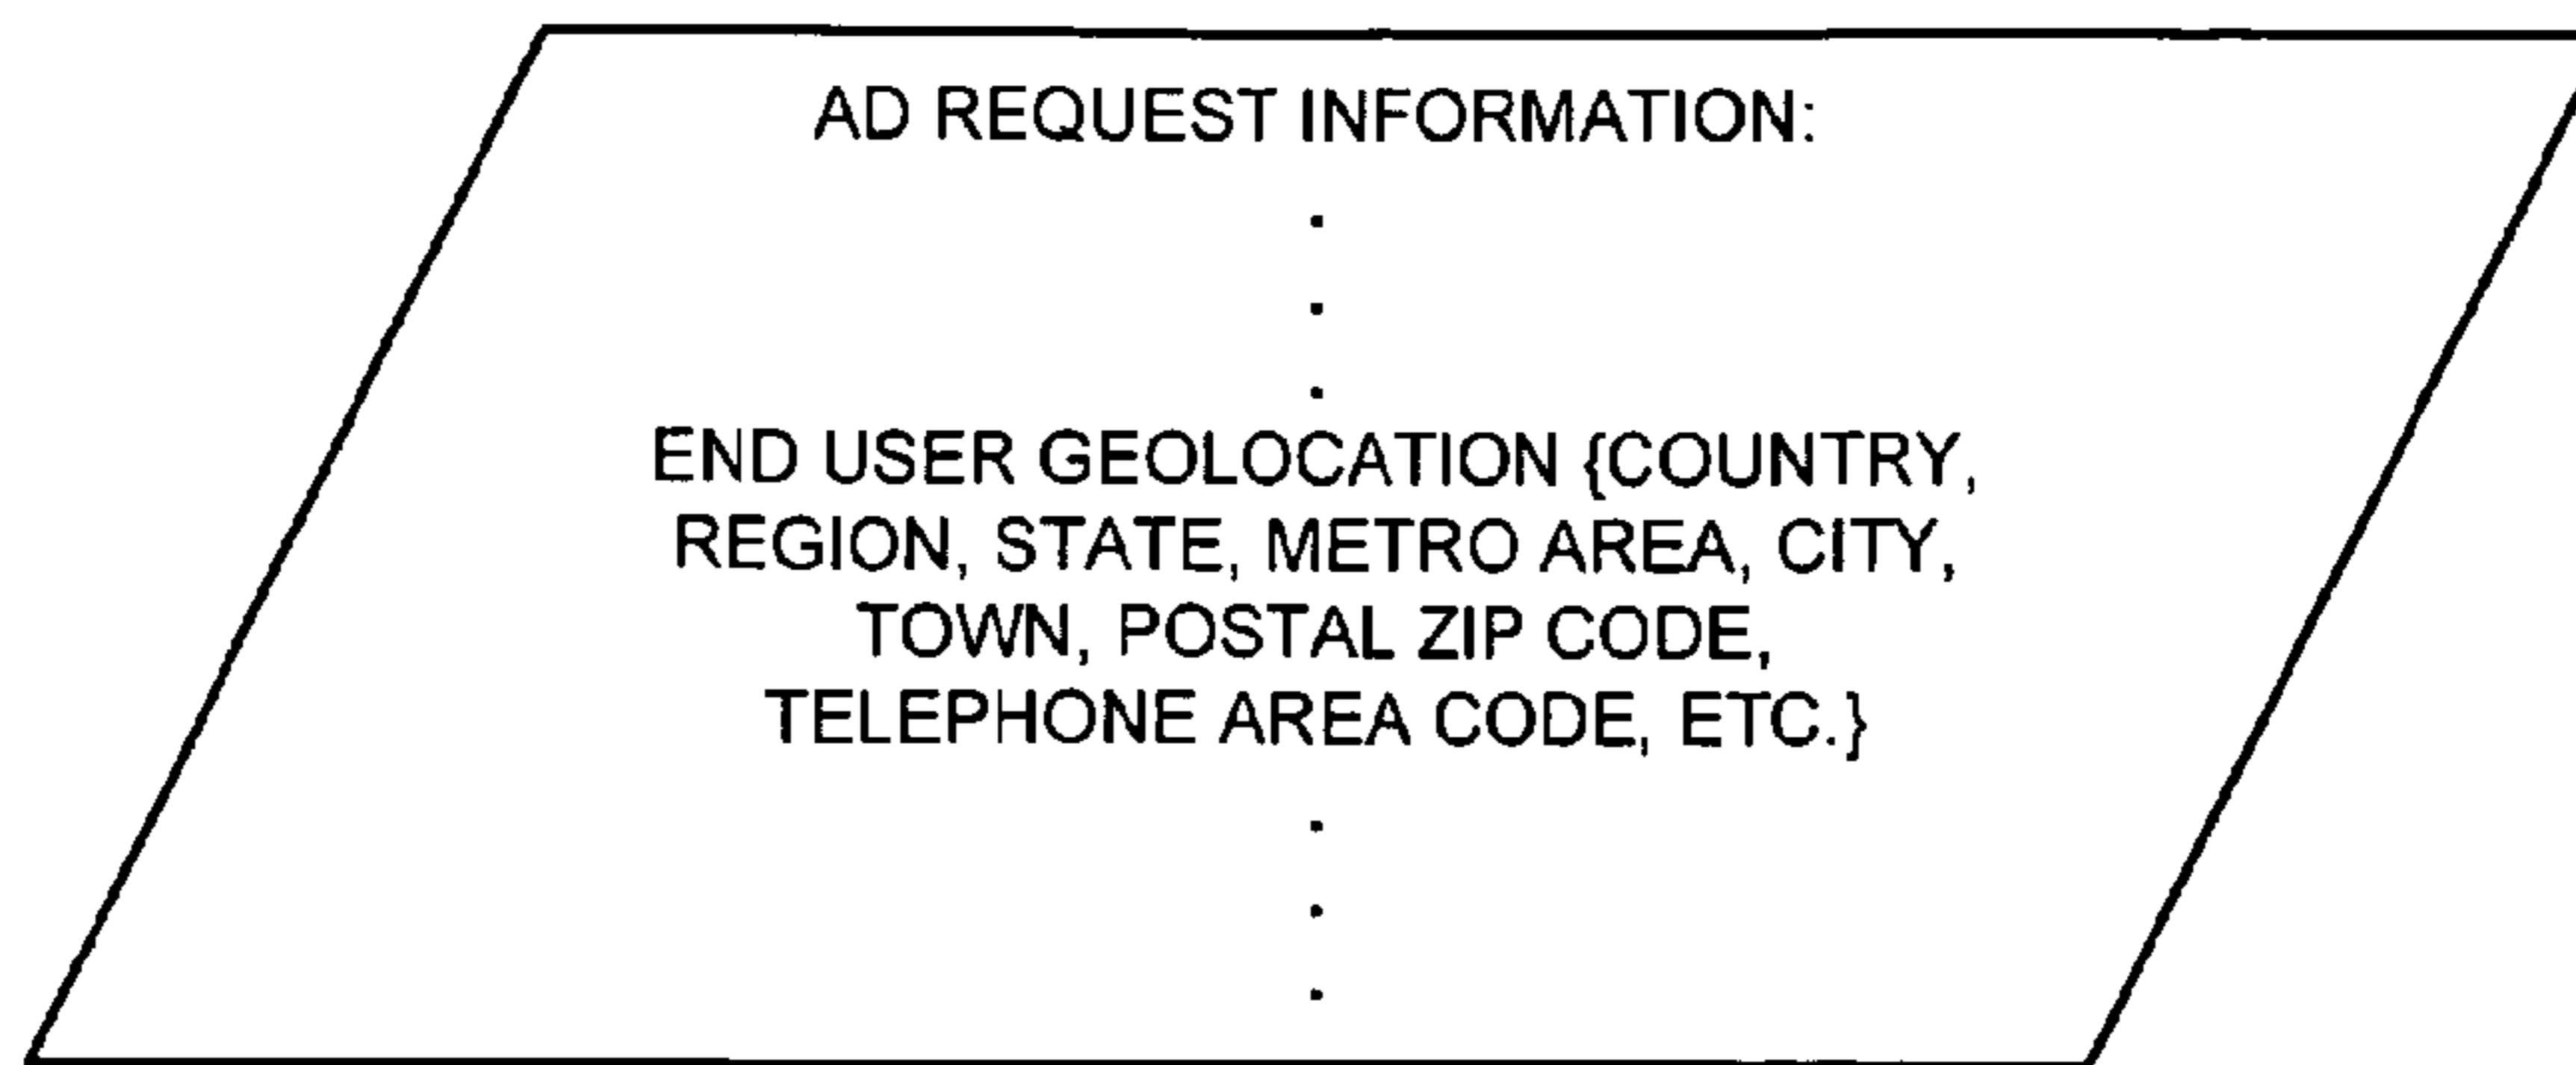 AD REQUEST INFORMATION:
.
.
.
END USER GEOLOCATION {COUNTRY,
REGION, STATE, METRO AREA, CITY,
TOWN, POSTAL ZIP CODE,
TELEPHONE AREA CODE, ETC.}
.
.
.